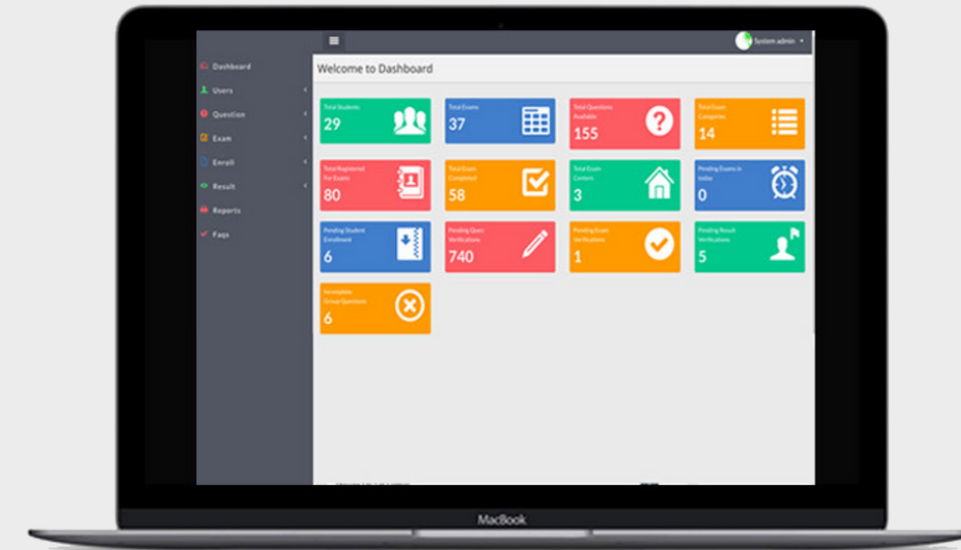 System admin
Dashboard
Welcome to Dashboard
Users
Question
Exam
Enroll
Result
Reports
Faqs
Total Students
29
Total Exams
37
Total Questions
Available
155
Total Exam
Categories
14
Total Registered
For Exams
80
Total Exam
Completed
58
Total Exam
Centers
3
Pending Exams in
today
0
Pending Student
Enrollment
6
Pending Ques
Verifications
740
Pending Exam
Verifications
1
Pending Result
Verifications
5
Incomplete
Group Questions
6
MacBook